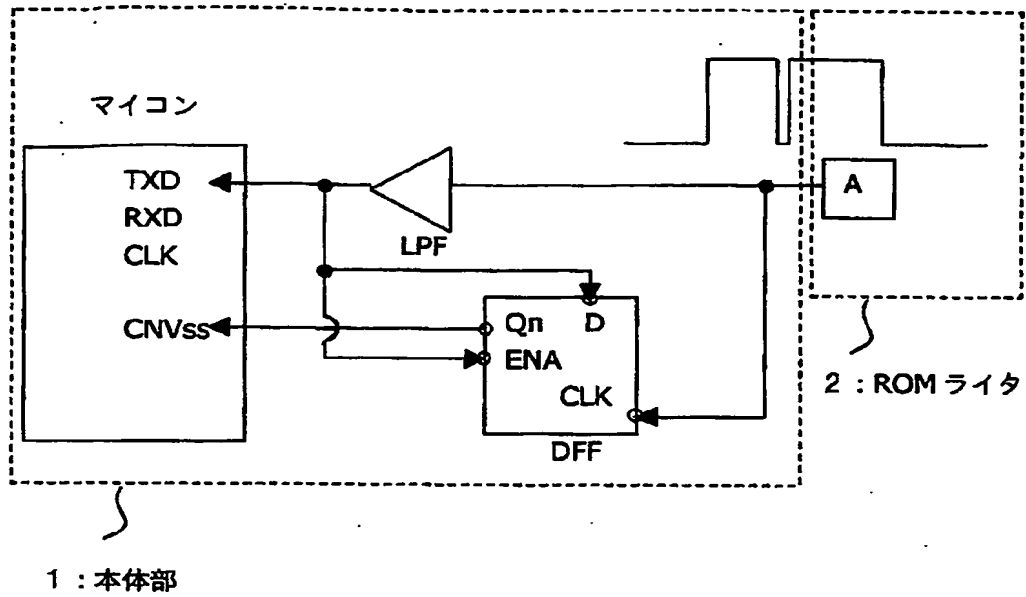 マイコン
TXD
RXD
CLK
CNVss
LPF
A
Qn D
ENA
CLK
DFF
2：ROMライタ
1：本体部